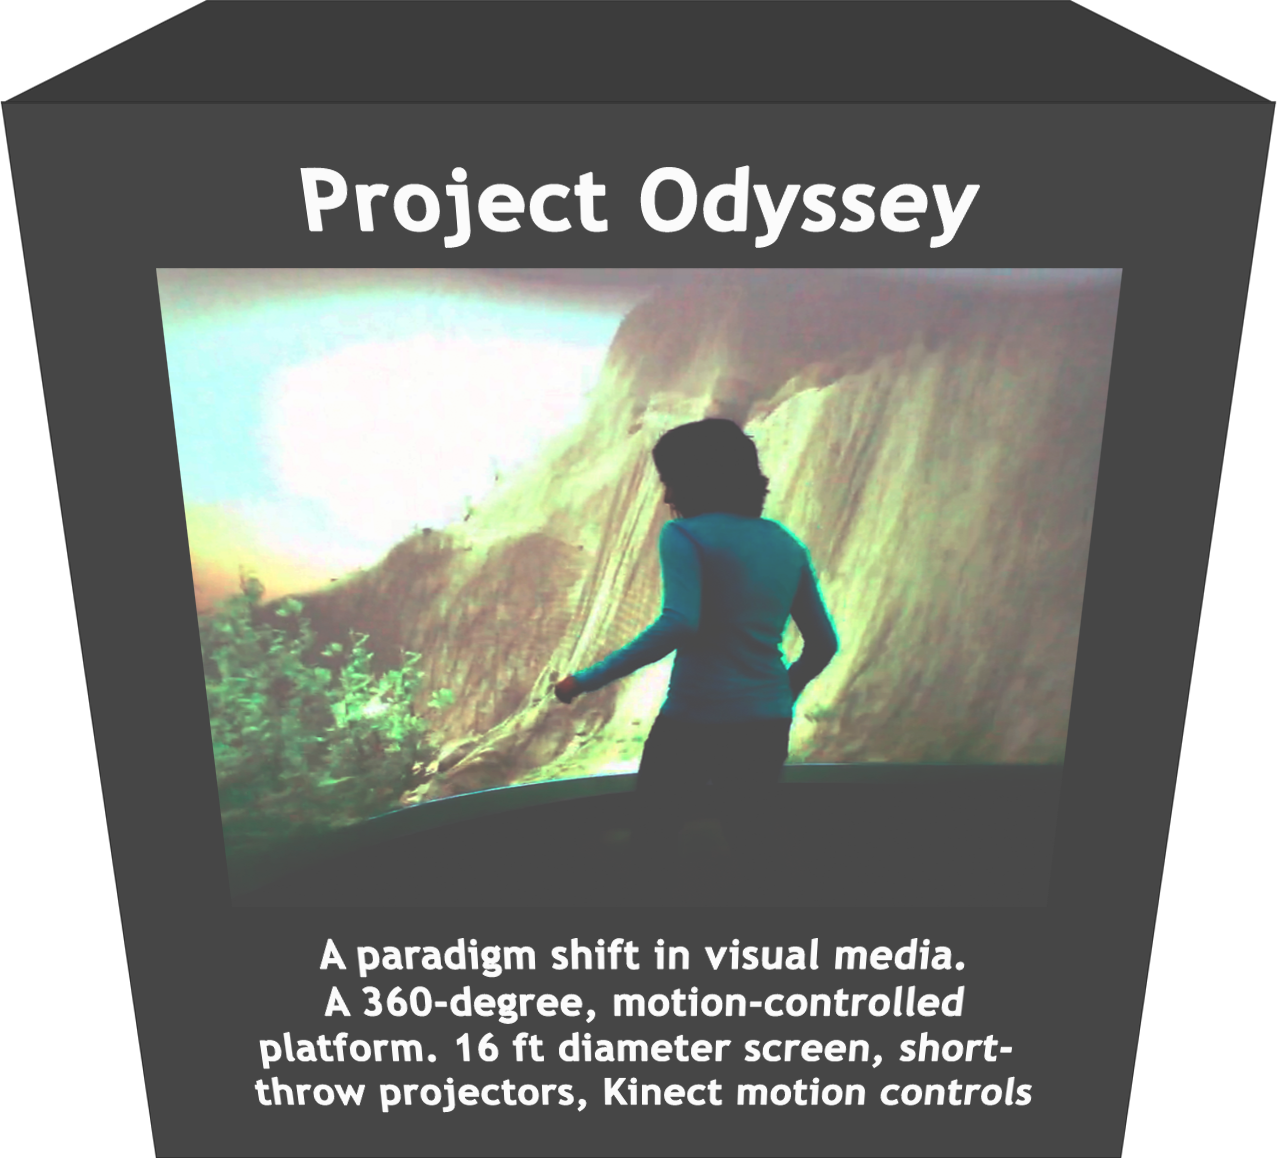 Project Odyssey
A paradigm shift in visual media.
A 360-degree, motion-controlled
platform. 16 ft diameter screen, short-
throw projectors, Kinect motion controls